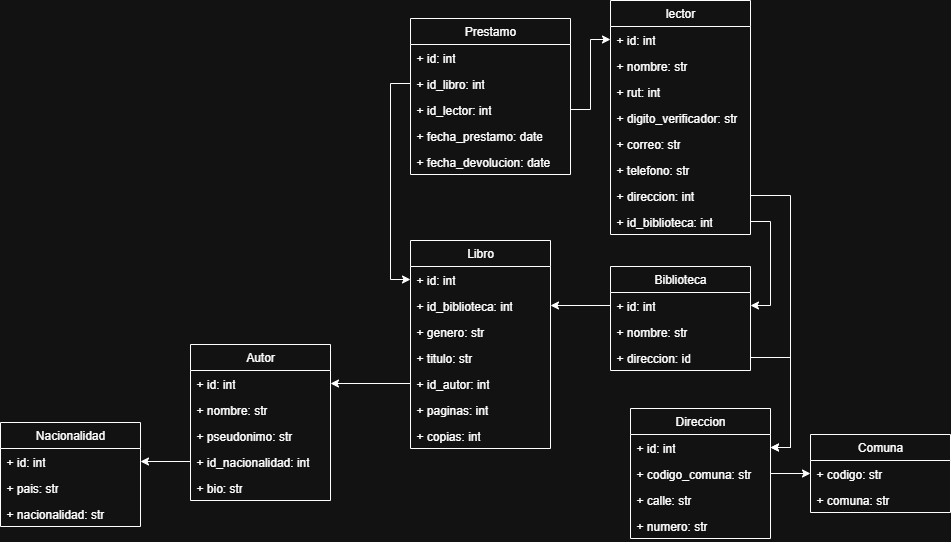 Prestamo
+ id: int
+ id_libro: int
+ id_lector: int
+ fecha_prestamo: date
+ fecha_devolucion: date
lector
+ id: int
+ nombre: str
+ rut: int
+ digito_verificador: str
+ correo: str
+ telefono: str
+ direccion: int
+ id_biblioteca: int
Libro
+ id: int
+ id_biblioteca: int
+ genero: str
+ titulo: str
+ id_autor: int
+ paginas: int
+ copias: int
Biblioteca
+ id: int
+ nombre: str
+ direccion: id
Autor
+ id: int
+ nombre: str
+ pseudonimo: str
+ id_nacionalidad: int
+ bio: str
Nacionalidad
+ id: int
+ pais: str
+ nacionalidad: str
Direccion
+ id: int
+ codigo_comuna: str
+ calle: str
+ numero: str
Comuna
+ codigo: str
+ comuna: str